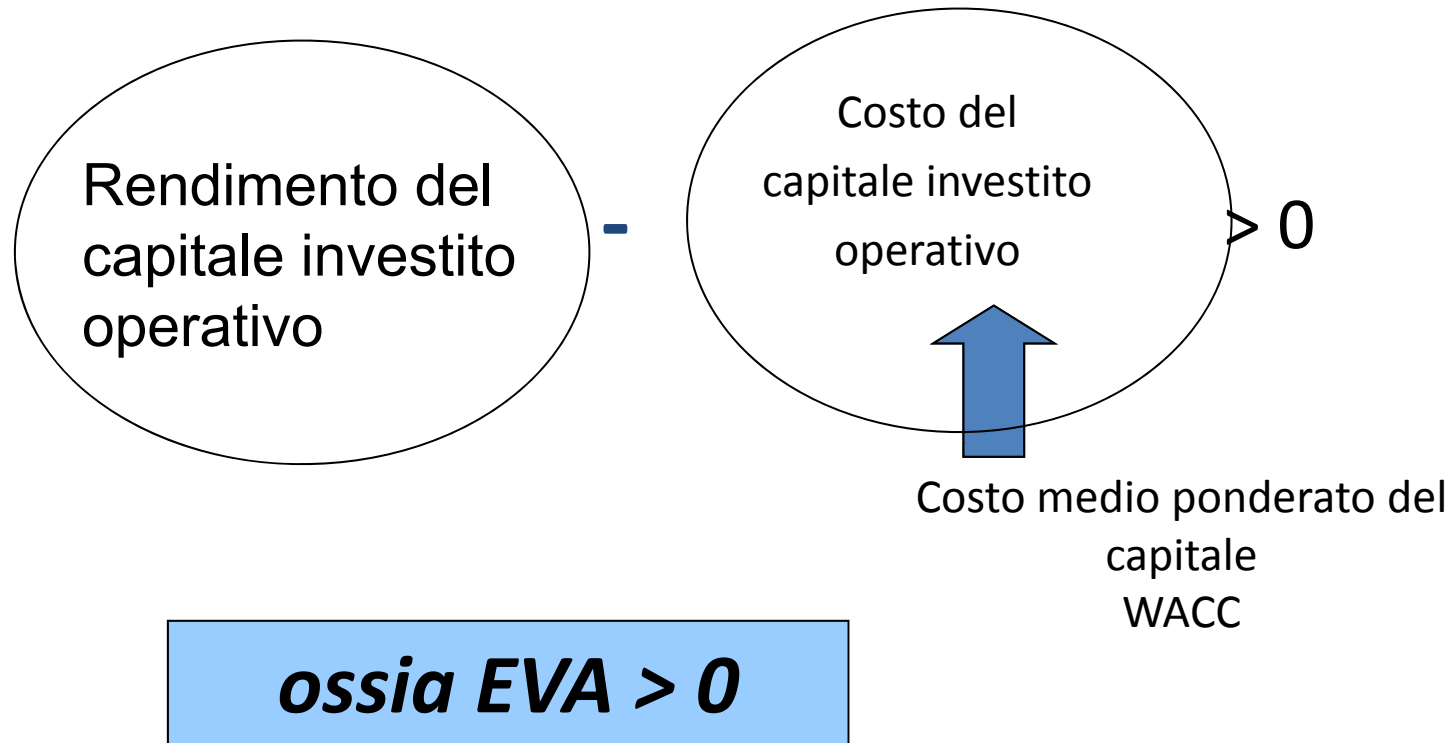 Rendimento del
capitale investito
operativo
-
Costo del
capitale investito
operativo
> 0
Costo medio ponderato del
capitale
WACC
ossia EVA > 0